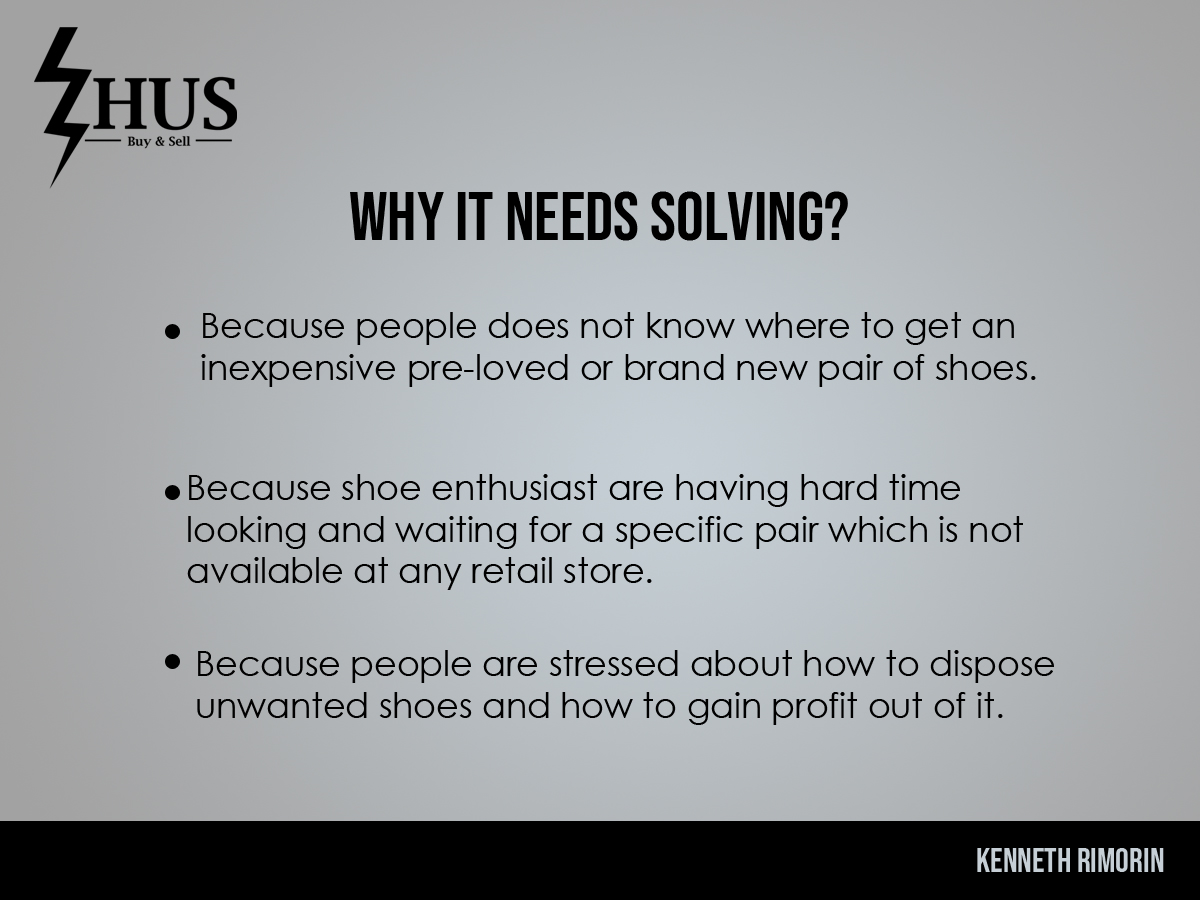 HUS
Buy & Sell
WHY IT NEEDS SOLVING?
• Because people does not know where to get an
inexpensive pre-loved or brand new pair of shoes.
• Because shoe enthusiast are having hard time
looking and waiting for a specific pair which is not
available at any retail store.
• Because people are stressed about how to dispose
unwanted shoes and how to gain profit out of it.
KENNETH RIMORIN